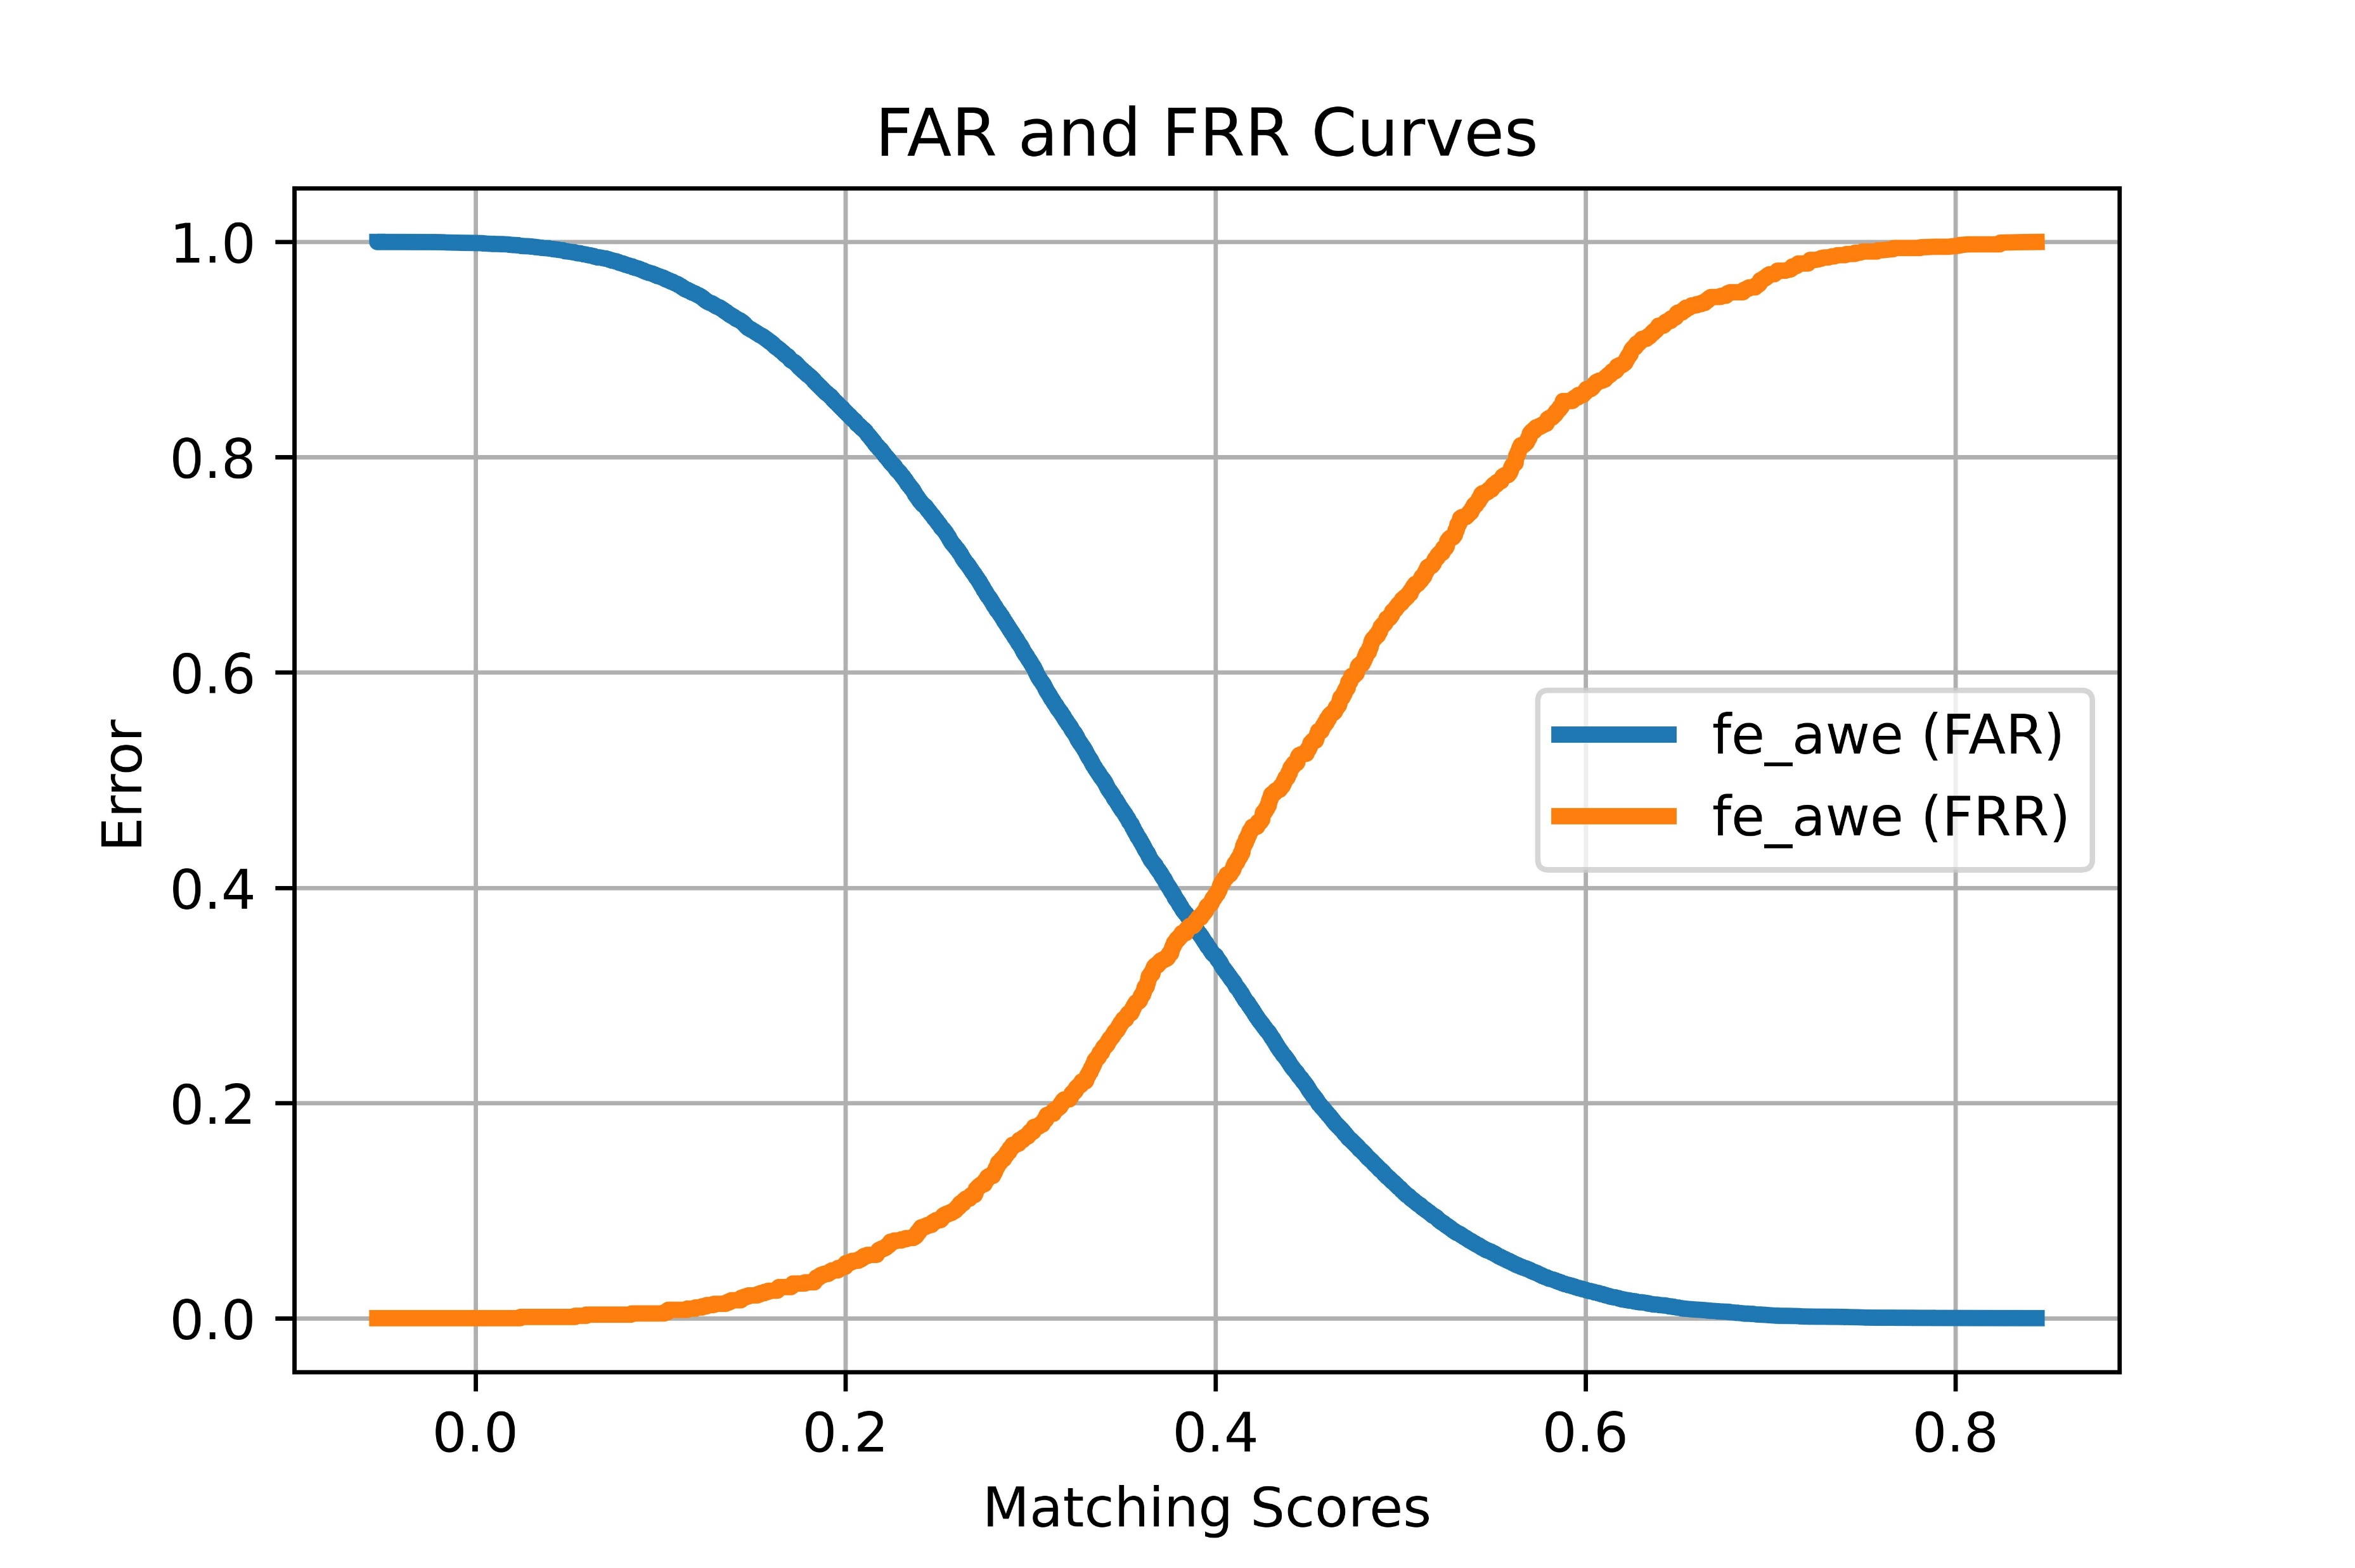 FAR and FRR Curves
1.0
0.8
0.6
0.4
0.2
0.0
Error
fe_awe (FAR)
fe_awe (FRR)
0.0 0.2 0.4 0.6 0.8
Matching Scores